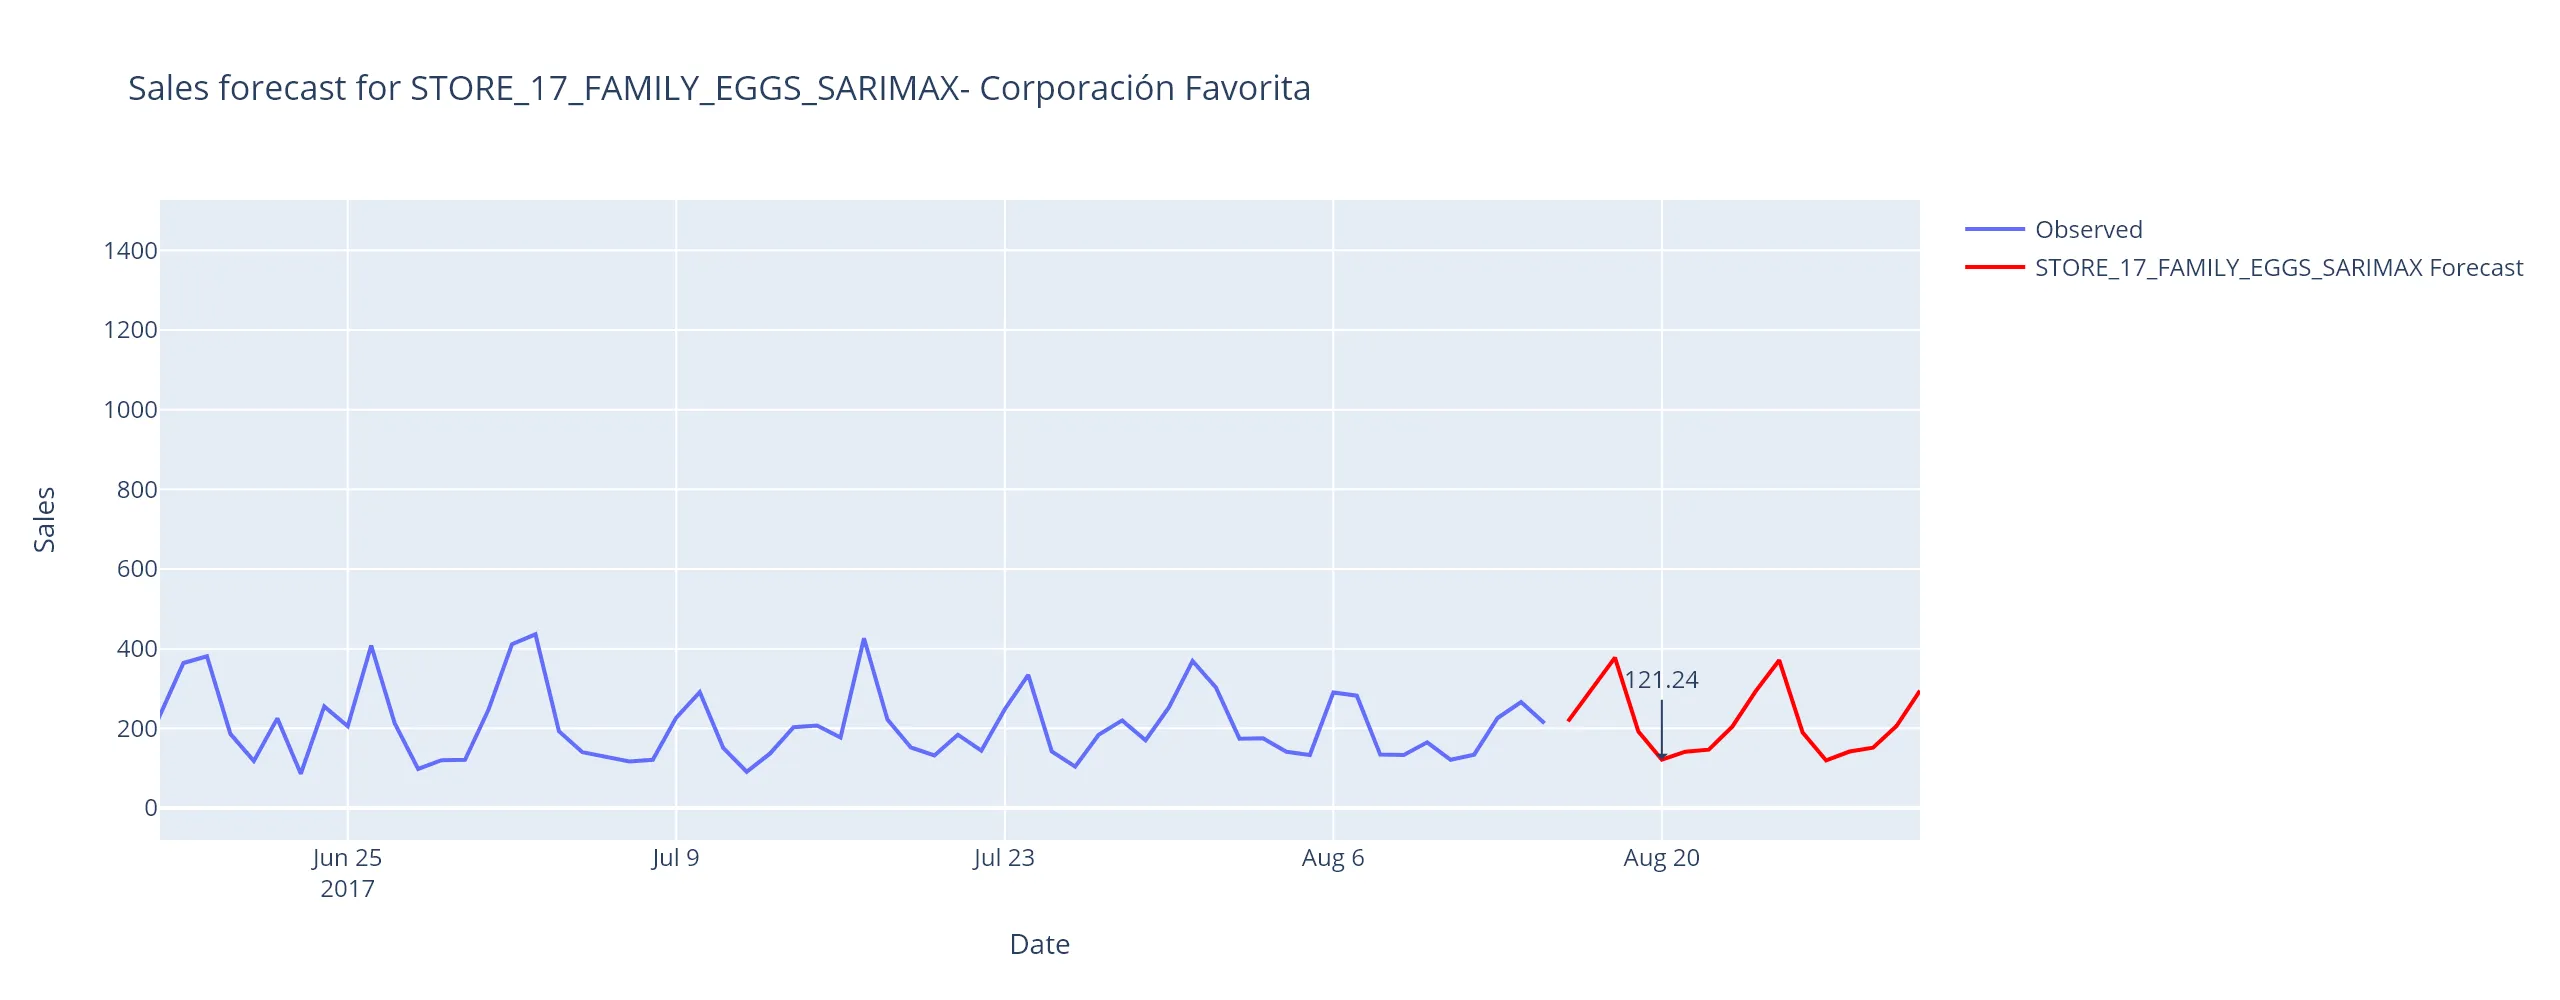 Sales forecast for STORE_17_FAMILY_EGGS_SARIMAX- Corporación Favorita
Observed
STORE_17_FAMILY_EGGS_SARIMAX Forecast
1400
1200
1000
800
600
400
200
0
Sales
121.24
Jun 25
2017
Jul 9
Jul 23
Aug 6
Aug 20
Date